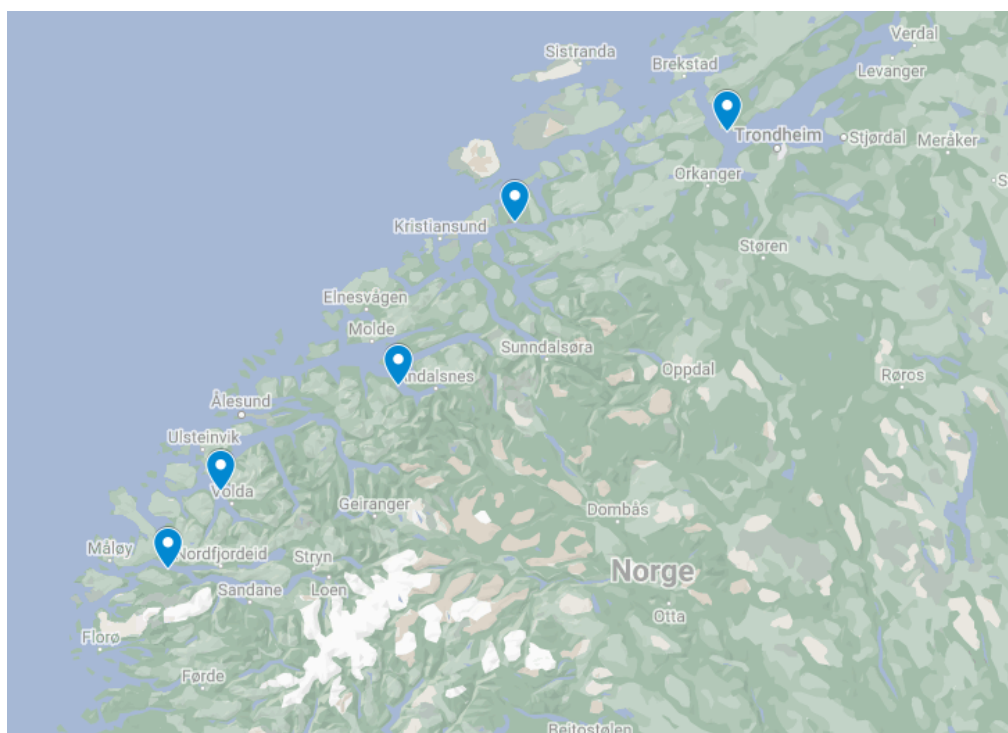 Verdal
Sistranda
Brekstad
Levanger
Trondheim
Stjørdal
Meråker
Orkanger
S
Kristiansund
Støren
Elnesvågen
Molde
Sunndalsøra
Oppdal
Røros
ndalsnes
Ålesund
Ulsteinvik
Volda
Geiranger
Dombås
Måløy
Nordfjordeid
Stryn
Norge
Sandane
Loen
Otta
Florø
Førde
Beitostølen